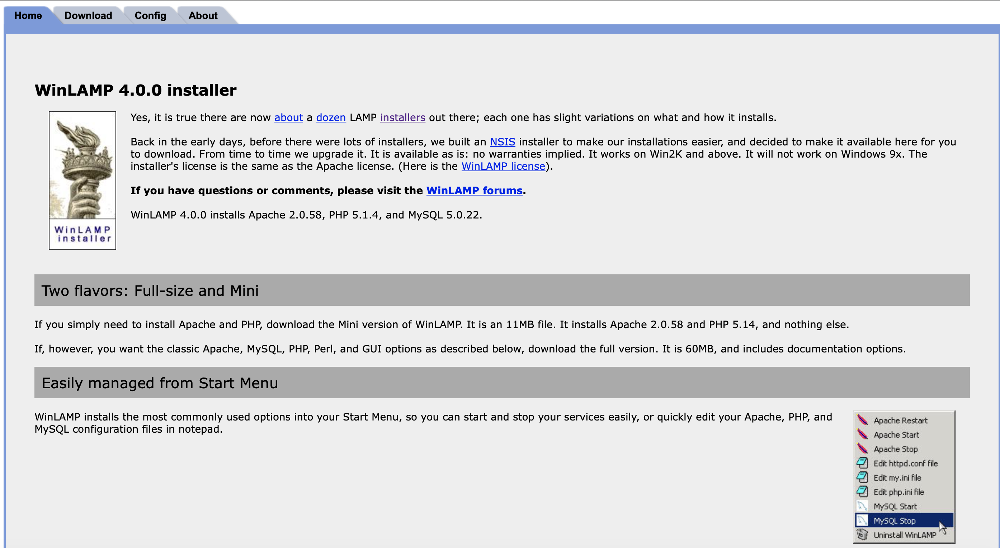 Home Download Config About
WinLAMP 4.0.0 installer
Yes, it is true there are now about a dozen LAMP installers out there; each one has slight variations on what and how it installs.
Back in the early days, before there were lots of installers, we built an NSIS installer to make our installations easier, and decided to make it available here for you
to download. From time to time we upgrade it. It is available as is: no warranties implied. It works on Win2K and above. It will not work on Windows 9x. The
installer's license is the same as the Apache license. (Here is the WinLAMP license).
If you have questions or comments, please visit the WinLAMP forums.
WinLAMP 4.0.0 installs Apache 2.0.58, PHP 5.1.4, and MySQL 5.0.22.
WinLAMP
installer
Two flavors: Full-size and Mini
If you simply need to install Apache and PHP, download the Mini version of WinLAMP. It is an 11MB file. It installs Apache 2.0.58 and PHP 5.14, and nothing else.
If, however, you want the classic Apache, MySQL, PHP, Perl, and GUI options as described below, download the full version. It is 60MB, and includes documentation options.
Easily managed from Start Menu
WinLAMP installs the most commonly used options into your Start Menu, so you can start and stop your services easily, or quickly edit your Apache, PHP, and
MySQL configuration files in notepad.
Apache Restart
Apache Start
Apache Stop
Edit httpd.conf file
Edit my.ini file
Edit php.ini file
MySQL Start
MySQL Stop
Uninstall WinLAMP